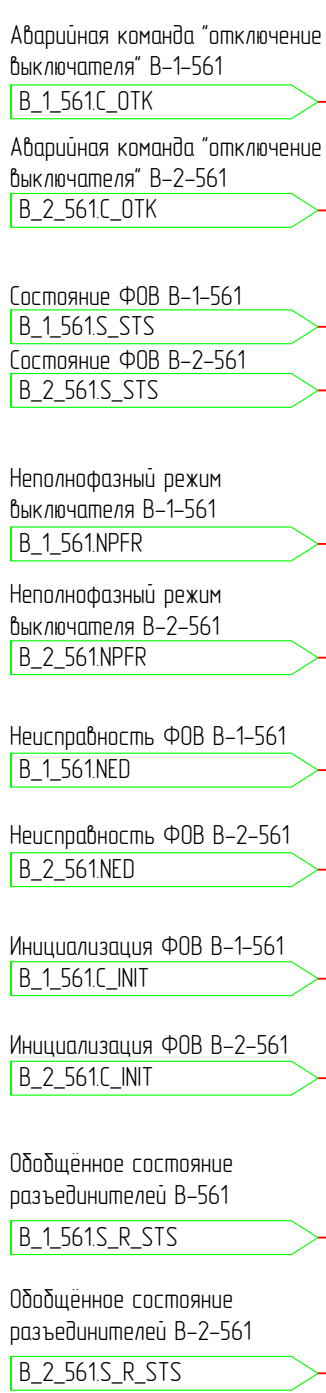 Аварийная команда "отключение
выключателя" В-1-561
B_1_561.C_OTK
Аварийная команда "отключение
выключателя" В-2-561
B_2_561.C_OTK
Состояние ФОВ В-1-561
B_1_561.S_STS
Состояние ФОВ В-2-561
B_2_561.S_STS
Неполнофазный режим
выключателя В-1-561
B_1_561.NPFR
Неполнофазный режим
выключателя В-2-561
B_2_561.NPFR
Неисправность ФОВ В-1-561
B_1_561.NED
Неисправность ФОВ В-2-561
B_2_561.NED
Инициализация ФОВ В-1-561
B_1_561.C_INIT
Инициализация ФОВ В-2-561
B_2_561.C_INIT
Обобщённое состояние
разъединителей В-561
B_1_561.S_R_STS
Обобщённое состояние
разъединителей В-2-561
B_2_561.S_R_STS